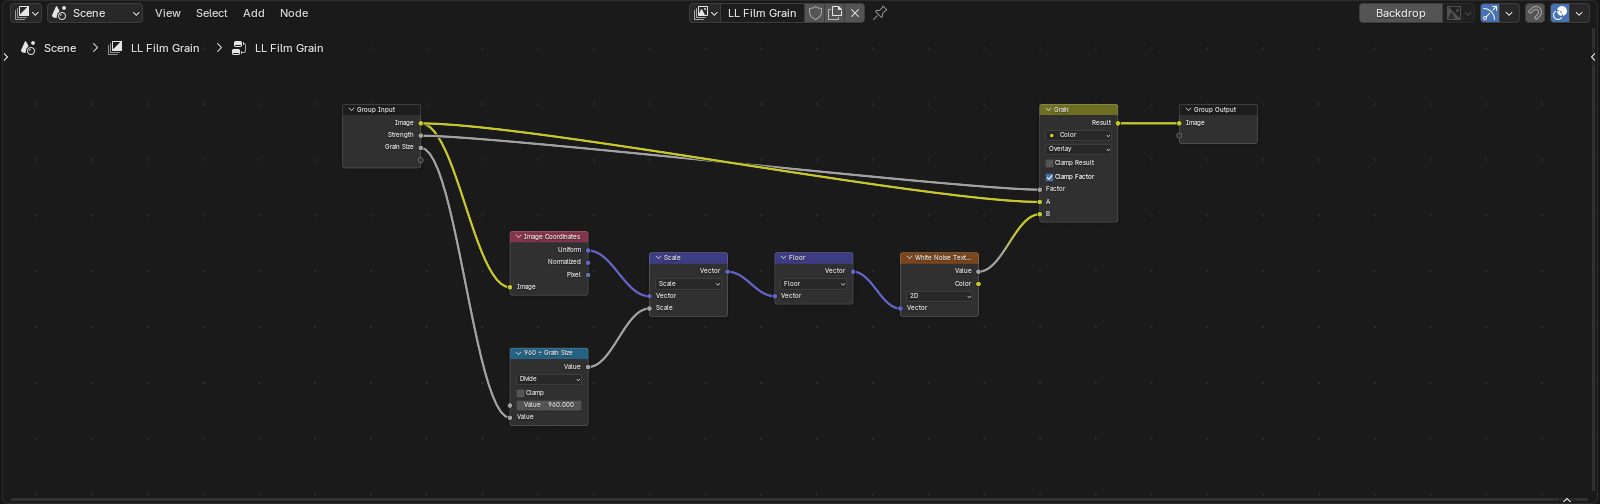 Scene View Select Add Node LL Film Grain Backdrop
Scene LL Film Grain LL Film Grain
Group Input
Image
Strength
Grain Size
Grain
Result
Color
Overlay
Clamp Result
Clamp Factor
Factor
A
B
Group Output
Image
Image Coordinates
Uniform
Normalized
Pixel
Image
Scale
Vector
Scale
Vector
Scale
Floor
Vector
Floor
Vector
White Noise Text...
Value
Color
2D
Vector
960 ÷ Grain Size
Value
Divide
Clamp
Value 960.000
Value